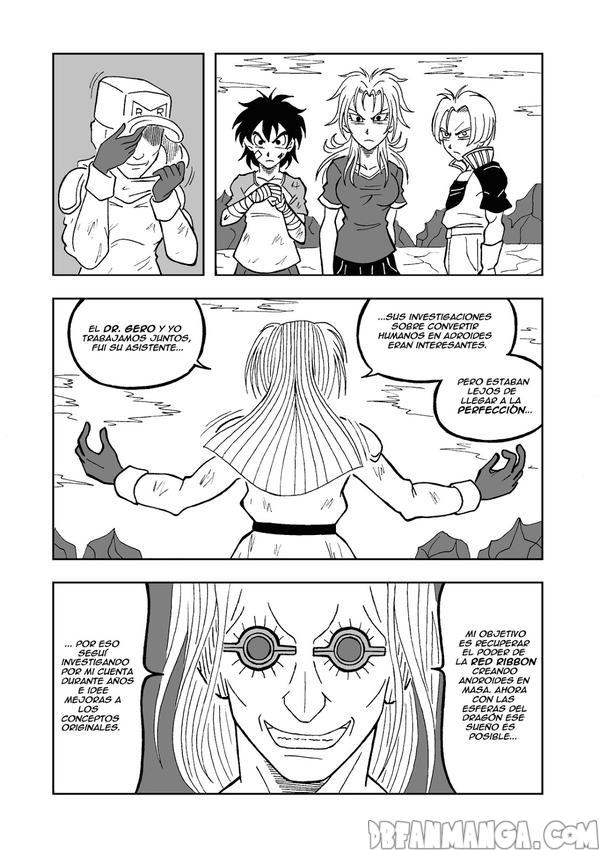 R R
EL DR. GERO Y YO
TRABAJAMOS JUNTOS,
FUI SU ASISTENTE...
...SUS INVESTIGACIONES
SOBRE CONVERTIR
HUMANOS EN ADROIDES
ERAN INTERESANTES.
PERO ESTABAN
LEJOS DE
LLEGAR A LA
PERFECCIÒN...
... POR ESO
SEGUÍ
INVESTIGANDO
POR MI CUENTA
DURANTE AÑOS
E IDEE
MEJORAS A
LOS
CONCEPTOS
ORIGINALES.
MI OBJETIVO
ES RECUPERAR
EL PODER DE
LA RED RIBBON
CREANDO
ANDROIDES EN
MASA. AHORA
CON LAS
ESFERAS DEL
DRAGÓN ESE
SUEÑO ES
POSIBLE...
DBFANMANGA.COM